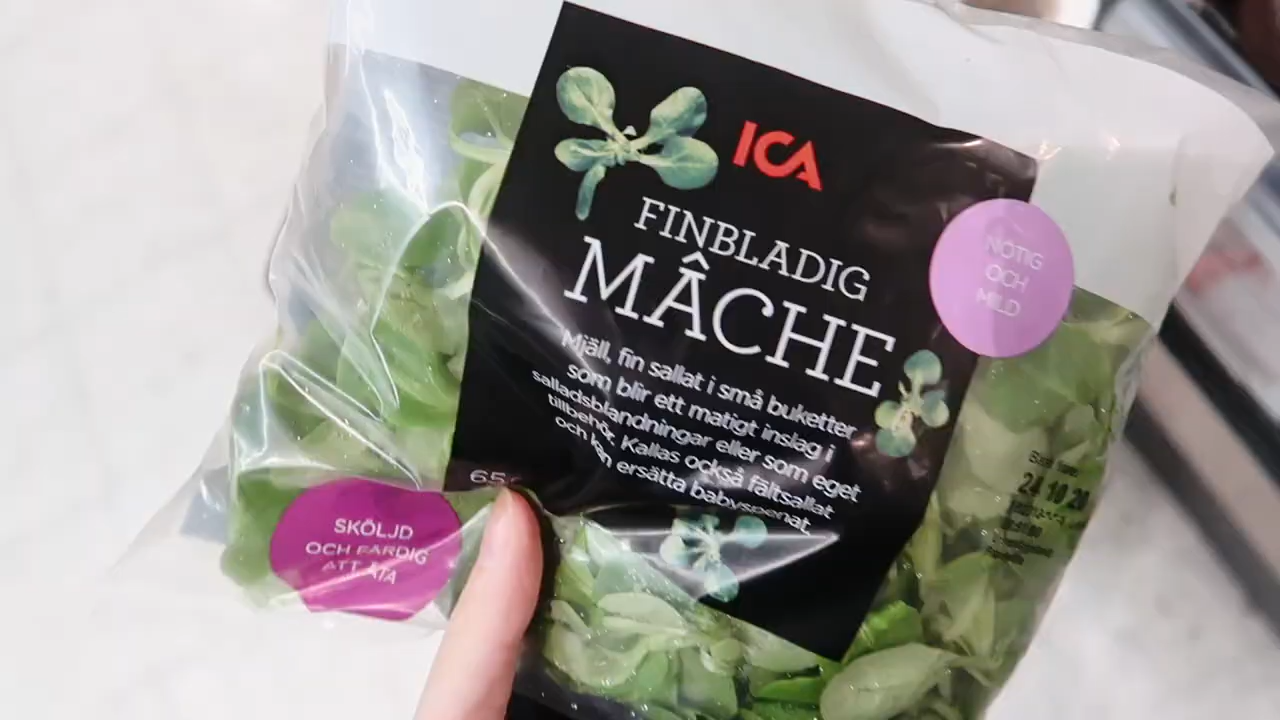 ICA
FINBLADIG
MÂCHE
NÖTIG
OCH
MILD
Mjäll, fin sallat i små buketter
som blir ett matigt inslag i
salladsblandningar eller som eget
tillbehör. Kallas också fältsallat
och kan ersätta babyspenat.
65g
SKÖLJD
OCH FÄRDIG
ATT ÄTA
10 20